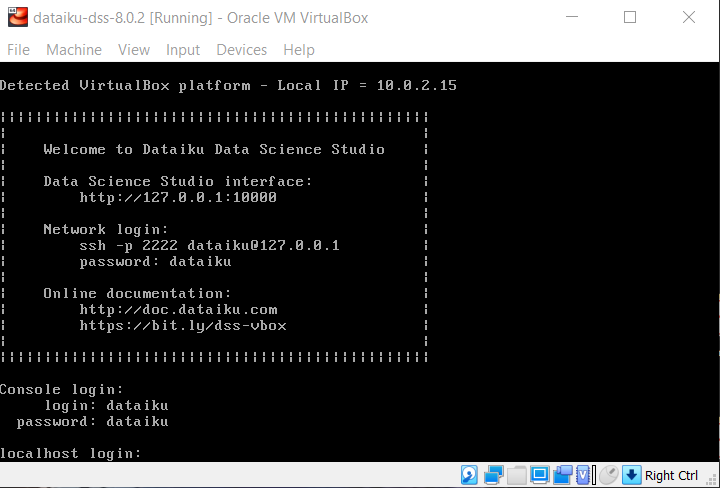 dataiku-dss-8.0.2 [Running] - Oracle VM VirtualBox
File Machine View Input Devices Help
Detected VirtualBox platform - Local IP = 10.0.2.15
Welcome to Dataiku Data Science Studio
Data Science Studio interface:
http://127.0.0.1:10000
Network login:
ssh -p 2222 dataiku@127.0.0.1
password: dataiku
Online documentation:
http://doc.dataiku.com
https://bit.ly/dss-vbox
Console login:
login: dataiku
password: dataiku
localhost login:
Right Ctrl